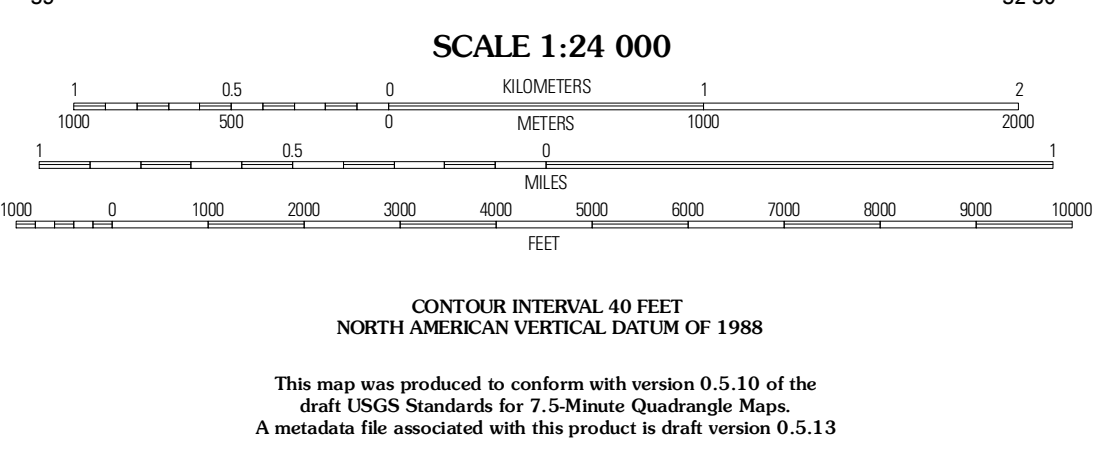 SCALE 1:24 000
1 0.5 0 KILOMETERS 1 2
1000 500 0 METERS 1000 2000
1 0.5 0 1
MILES
1000 0 1000 2000 3000 4000 5000 6000 7000 8000 9000 10000
FEET
CONTOUR INTERVAL 40 FEET
NORTH AMERICAN VERTICAL DATUM OF 1988
This map was produced to conform with version 0.5.10 of the
draft USGS Standards for 7.5-Minute Quadrangle Maps.
A metadata file associated with this product is draft version 0.5.13